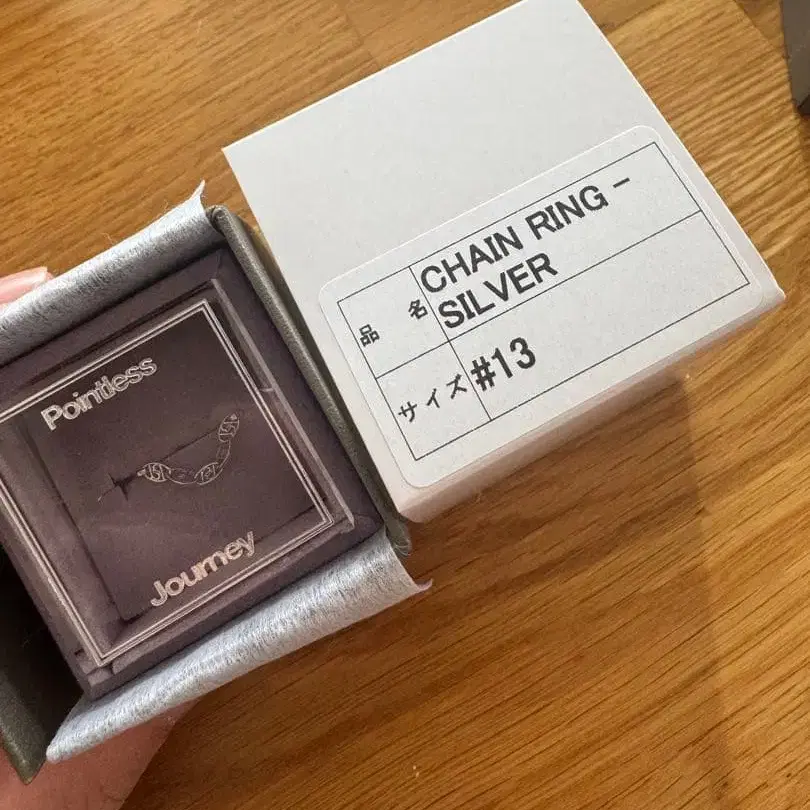 Pointless
Journey
品 名
CHAIN RING -
SILVER
サイズ
#13